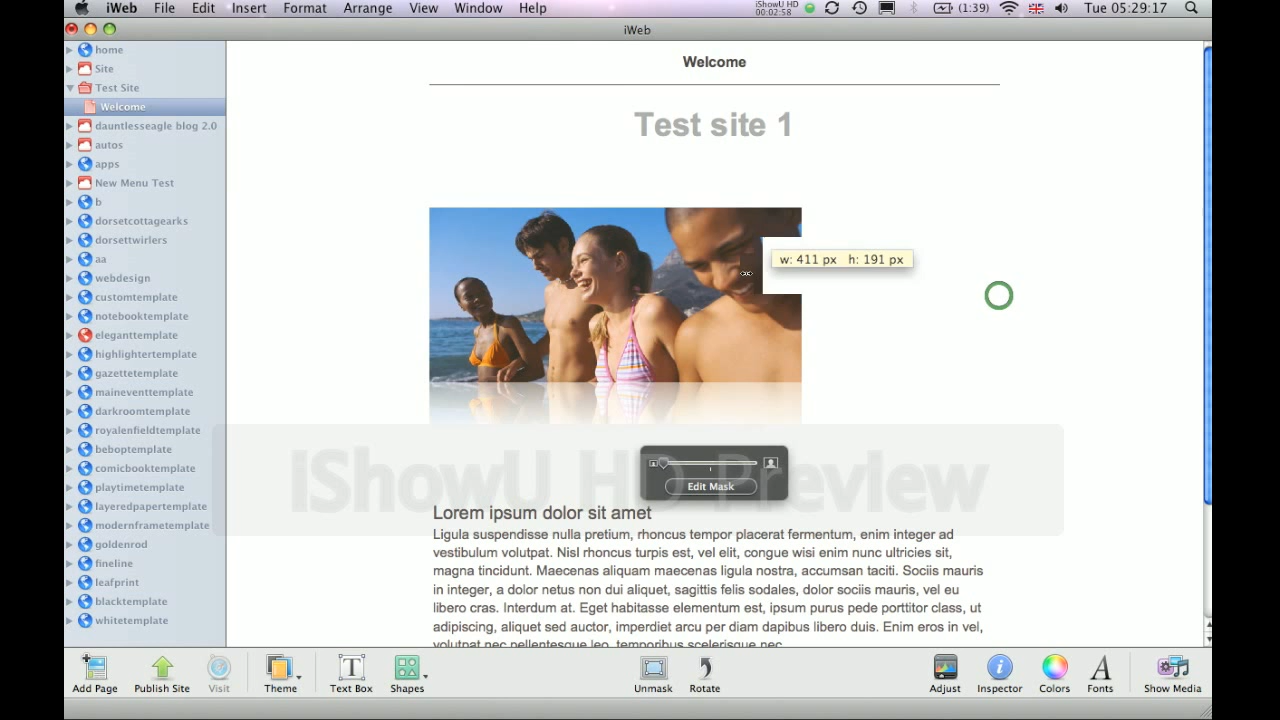 iWeb File Edit Insert Format Arrange View Window Help iShowU HD 00:02:58 (1:39) Tue 05:29:17
iWeb
home
Site
Test Site
Welcome
dauntlesseagle blog 2.0
autos
apps
New Menu Test
b
dorsetcottagearks
dorsettwirlers
aa
webdesign
customtemplate
notebooktemplate
eleganttemplate
highlightertemplate
gazettetemplate
maineventtemplate
darkroomtemplate
royalenfieldtemplate
beboptemplate
comicbooktemplate
playtimetemplate
layeredpapertemplate
modernframetemplate
goldenrod
fineline
leafprint
blacktemplate
whitetemplate
Welcome
Test site 1
w: 411 px h: 191 px
iShowU HD Preview
Edit Mask
Lorem ipsum dolor sit amet
Ligula suspendisse nulla pretium, rhoncus tempor placerat fermentum, enim integer ad
vestibulum volutpat. Nisl rhoncus turpis est, vel elit, congue wisi enim nunc ultricies sit,
magna tincidunt. Maecenas aliquam maecenas ligula nostra, accumsan taciti. Sociis mauris
in integer, a dolor netus non dui aliquet, sagittis felis sodales, dolor sociis mauris, vel eu
libero cras. Interdum at. Eget habitasse elementum est, ipsum purus pede porttitor class, ut
adipiscing, aliquet sed auctor, imperdiet arcu per diam dapibus libero duis. Enim eros in vel,
volutpat nec pellentesque leo, temporibus scelerisque nec.
Add Page Publish Site Visit Theme Text Box Shapes Unmask Rotate Adjust Inspector Colors Fonts Show Media